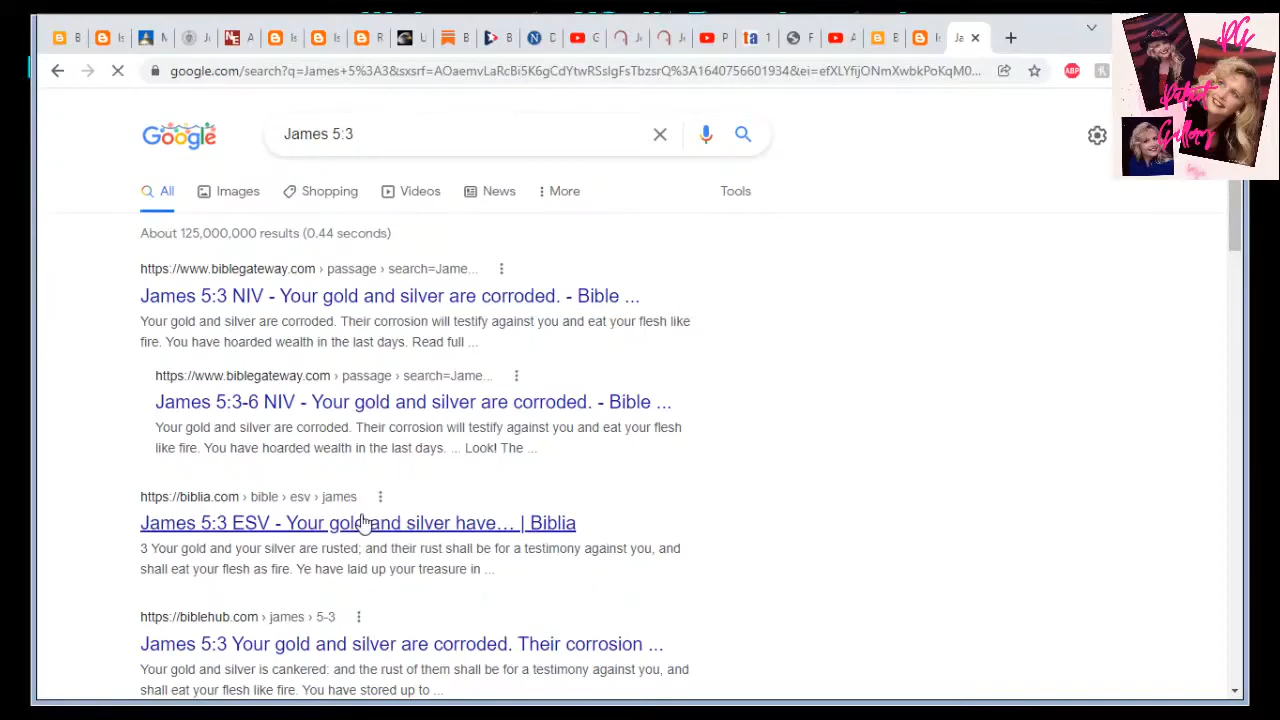 B
Is
M
J
A
Is
Is
R
U
B
B
D
G
J
J
P
1
F
A
B
Is
Ja
google.com/search?q=James+5%3A3&sxsrf=AOaemvLaRcBi5K6gCdYtwRSslgFsTbzsrQ%3A1640756601934&ei=efXLYfijONmXwbkPoKqM0...
ABP
PG
Patriot
Gallery
Google
James 5:3
All
Images
Shopping
Videos
News
More
Tools
About 125,000,000 results (0.44 seconds)
https://www.biblegateway.com › passage › search=Jame...
James 5:3 NIV - Your gold and silver are corroded. - Bible ...
Your gold and silver are corroded. Their corrosion will testify against you and eat your flesh like
fire. You have hoarded wealth in the last days. Read full ...
https://www.biblegateway.com › passage › search=Jame...
James 5:3-6 NIV - Your gold and silver are corroded. - Bible ...
Your gold and silver are corroded. Their corrosion will testify against you and eat your flesh
like fire. You have hoarded wealth in the last days. ... Look! The ...
https://biblia.com › bible › esv › james
James 5:3 ESV - Your gold and silver have… | Biblia
3 Your gold and your silver are rusted; and their rust shall be for a testimony against you, and
shall eat your flesh as fire. Ye have laid up your treasure in ...
https://biblehub.com › james › 5-3
James 5:3 Your gold and silver are corroded. Their corrosion ...
Your gold and silver is cankered: and the rust of them shall be for a testimony against you, and
shall eat your flesh like fire. You have stored up to ...